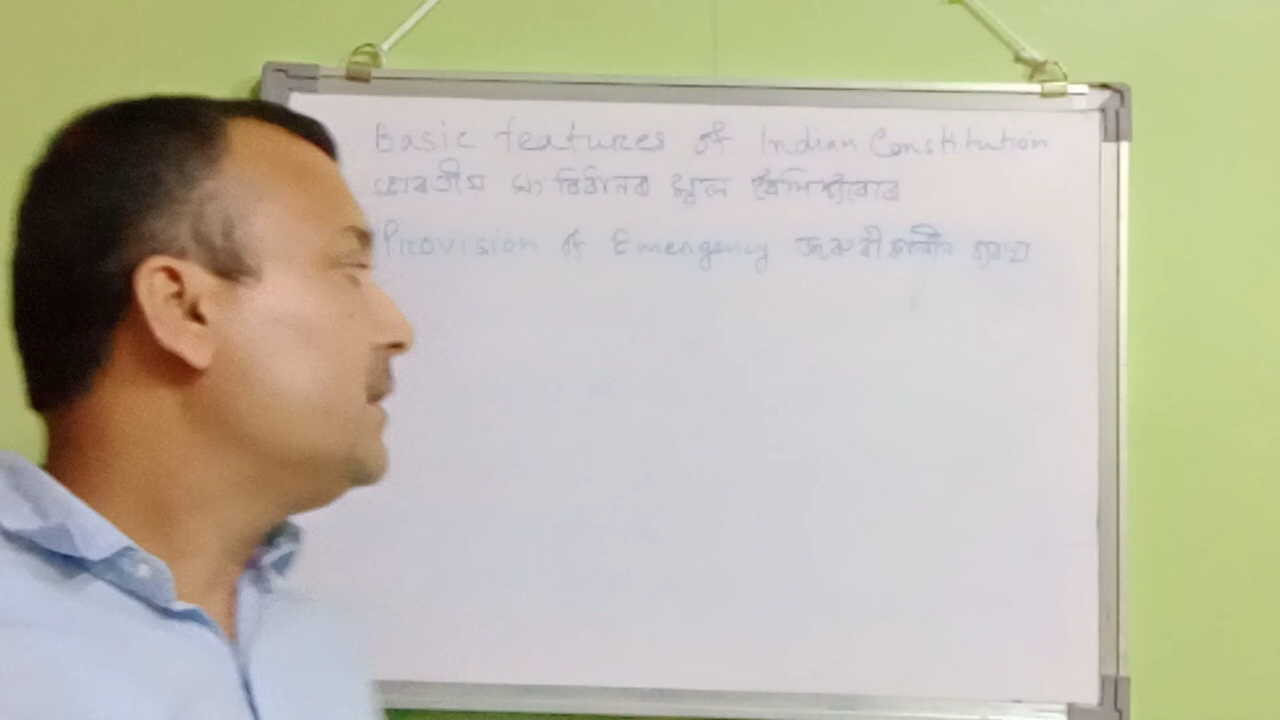 Basic features of Indian Constitution
ভাৰতীয় সংবিধানৰ মূল বৈশিষ্ট্যবোৰ
Provision of Emergency জৰুৰীকালীন